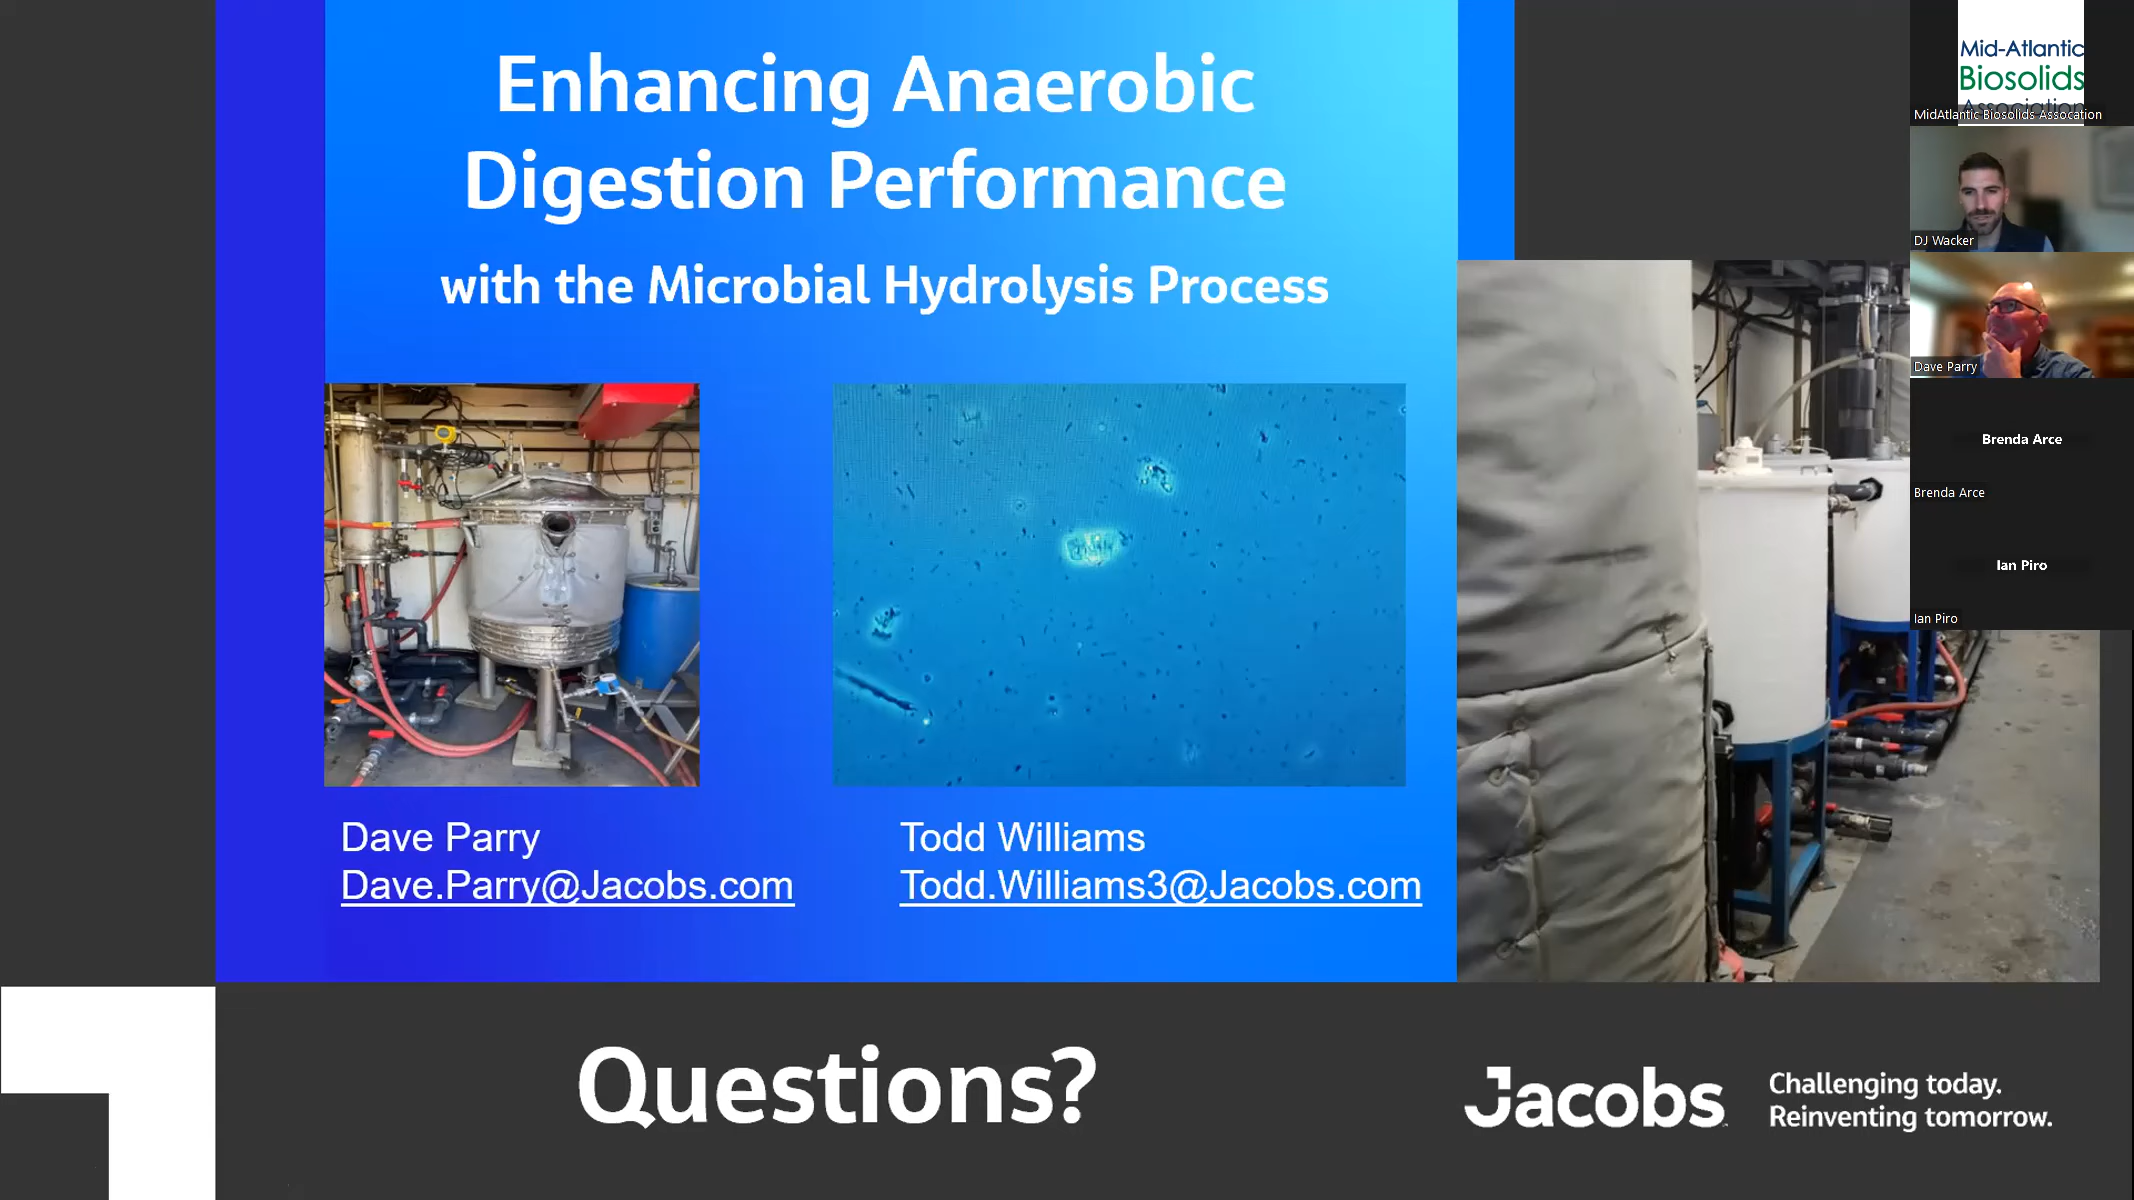 Enhancing Anaerobic
Digestion Performance
with the Microbial Hydrolysis Process
Dave Parry
Dave.Parry@Jacobs.com
Todd Williams
Todd.Williams3@Jacobs.com
Questions?
Jacobs
Challenging today.
Reinventing tomorrow.
Mid-Atlantic
Biosolids
Association
MidAtlantic Biosolids Assocation
DJ Wacker
Dave Parry
Brenda Arce
Brenda Arce
Ian Piro
Ian Piro